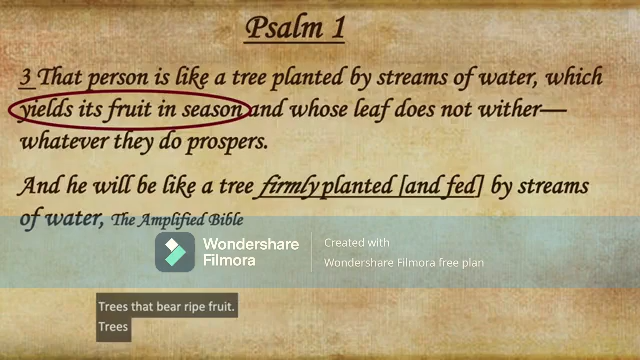 Psalm 1
3 That person is like a tree planted by streams of water, which
yields its fruit in season and whose leaf does not wither—
whatever they do prospers.
And he will be like a tree firmly planted [and fed] by streams
of water, The Amplified Bible
Wondershare
Filmora
Created with
Wondershare Filmora free plan
Trees that bear ripe fruit.
Trees